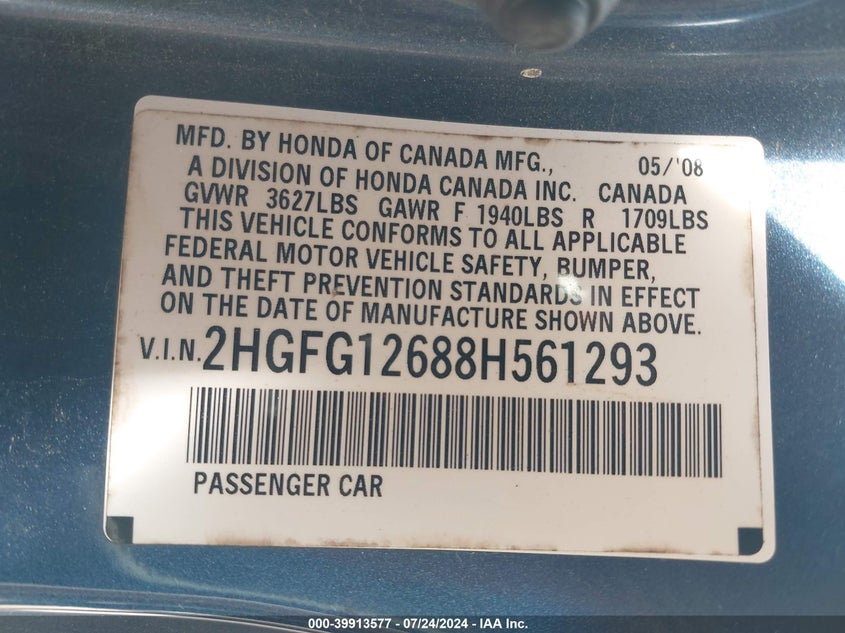 MFD. BY HONDA OF CANADA MFG., 05/'08
A DIVISION OF HONDA CANADA INC. CANADA
GVWR 3627LBS GAWR F 1940LBS R 1709LBS
THIS VEHICLE CONFORMS TO ALL APPLICABLE
FEDERAL MOTOR VEHICLE SAFETY, BUMPER,
AND THEFT PREVENTION STANDARDS IN EFFECT
ON THE DATE OF MANUFACTURE SHOWN ABOVE.
V.I.N. 2HGFG12688H561293
PASSENGER CAR
000-39913577 / 07/24/2024 - IAA Inc.